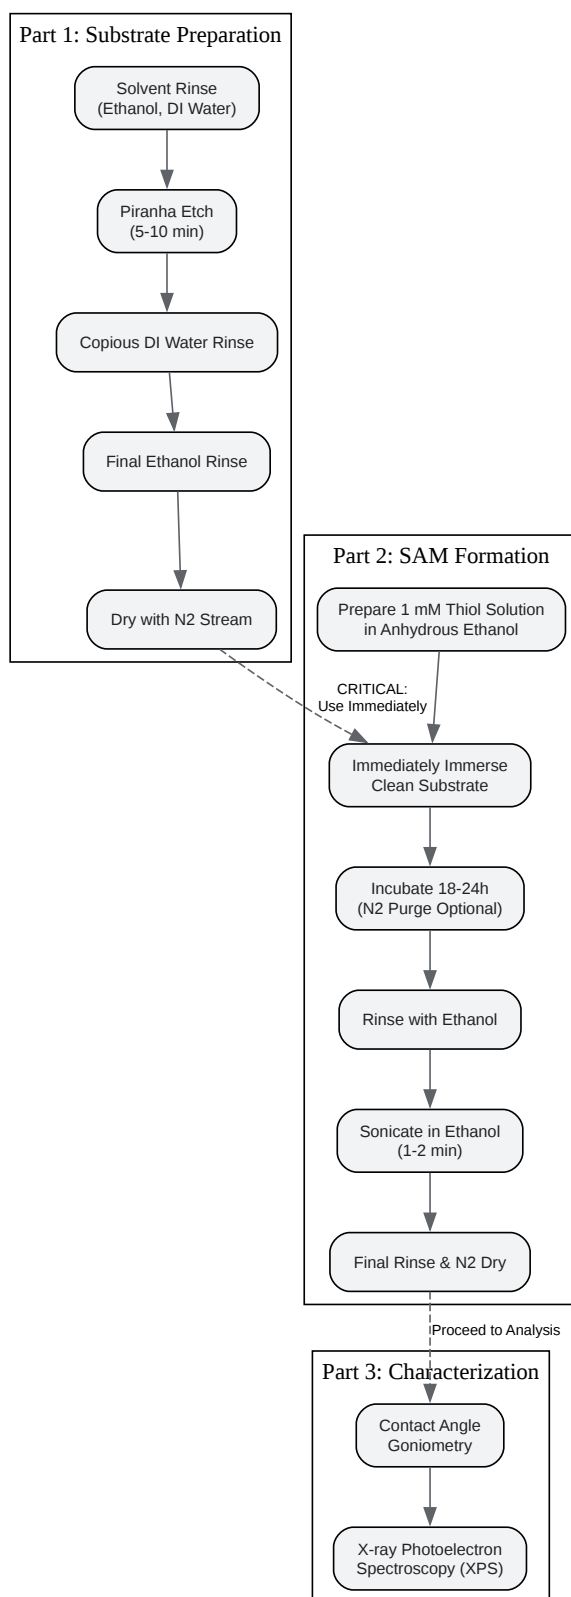 Part 1: Substrate Preparation
Solvent Rinse
(Ethanol, DI Water)
Piranha Etch
(5-10 min)
Copious DI Water Rinse
Final Ethanol Rinse
Dry with N2 Stream
Part 2: SAM Formation
Prepare 1 mM Thiol Solution
in Anhydrous Ethanol
CRITICAL:
Use Immediately
Immediately Immerse
Clean Substrate
Incubate 18-24h
(N2 Purge Optional)
Rinse with Ethanol
Sonicate in Ethanol
(1-2 min)
Final Rinse & N2 Dry
Proceed to Analysis
Part 3: Characterization
Contact Angle
Goniometry
X-ray Photoelectron
Spectroscopy (XPS)